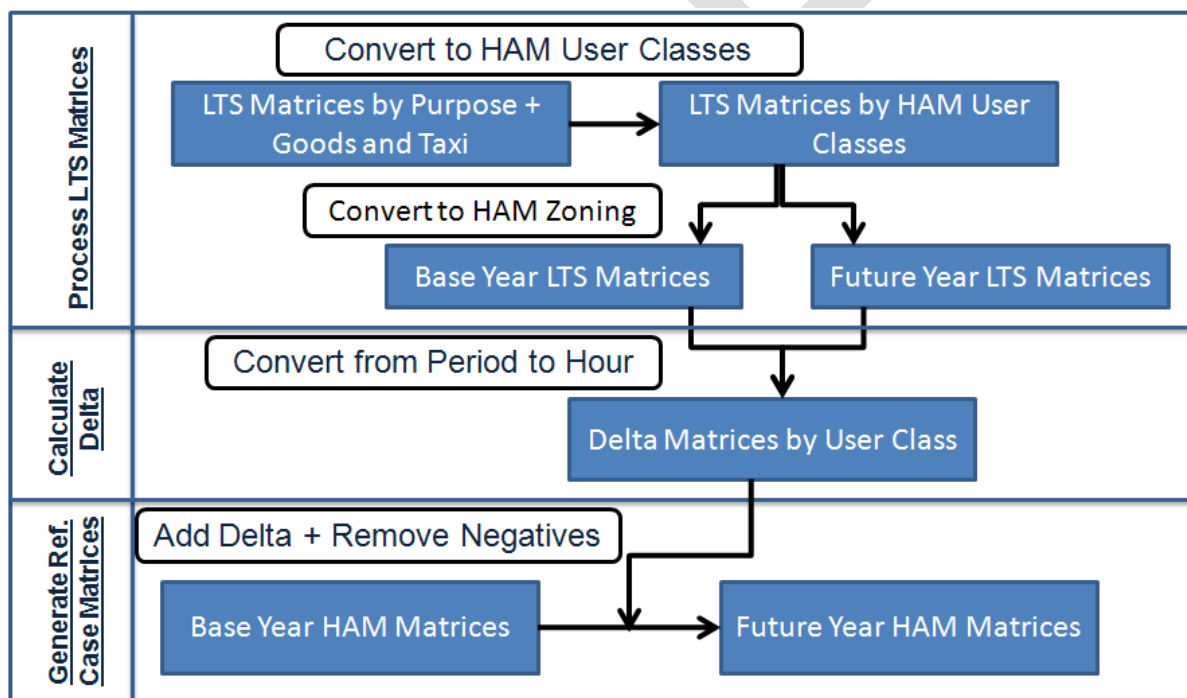 Process LTS Matrices
Convert to HAM User Classes
LTS Matrices by Purpose +
Goods and Taxi
LTS Matrices by HAM User
Classes
Convert to HAM Zoning
Base Year LTS Matrices
Future Year LTS Matrices
Calculate
Delta
Convert from Period to Hour
Delta Matrices by User Class
Generate Ref.
Case Matrices
Add Delta + Remove Negatives
Base Year HAM Matrices
Future Year HAM Matrices